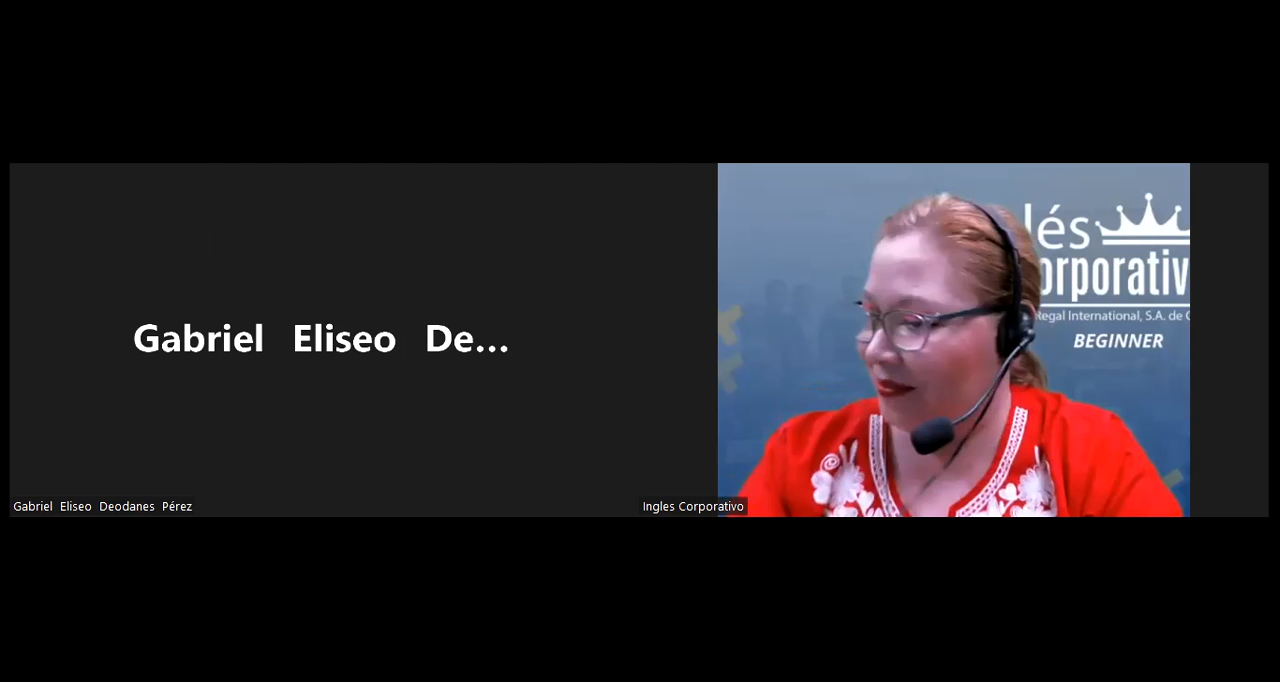 Gabriel Eliseo De...
Gabriel Eliseo Deodanes Pérez
lés
orporativ
Regal International, S.A. de C
BEGINNER
Ingles Corporativo